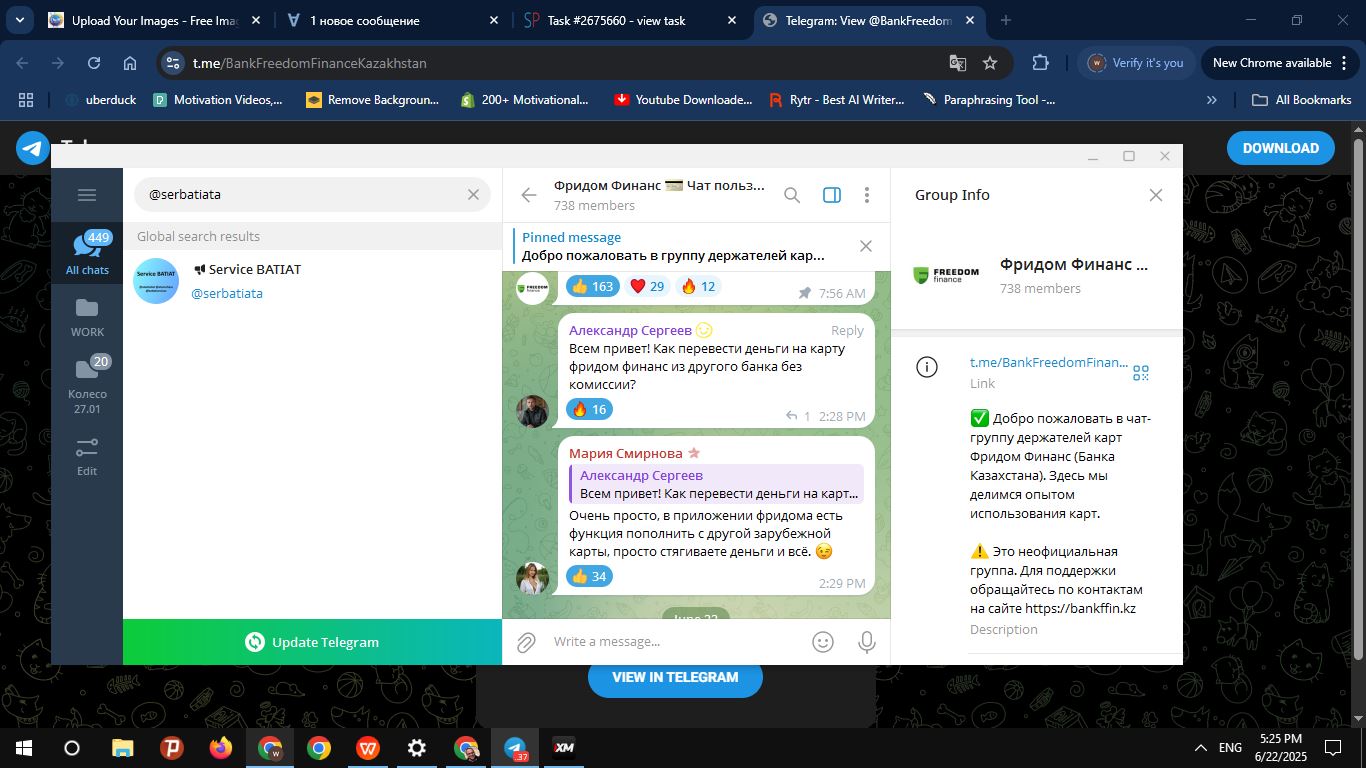 Upload Your Images - Free Ima
1 новое сообщение
Task #2675660 - view task
Telegram: View @BankFreedom
t.me/BankFreedomFinanceKazakhstan
Verify it's you
New Chrome available
uberduck
Motivation Videos,...
Remove Backgroun...
200+ Motivational...
Youtube Downloade...
Rytr - Best AI Writer...
Paraphrasing Tool -...
All Bookmarks
DOWNLOAD
449
All chats
WORK
20
Колесо
27.01
Edit
@serbatiata
Global search results
Service BATIAT
Service BATIAT
@serbatiata
Update Telegram
Фридом Финанс 💳 Чат польз...
738 members
Pinned message
Добро пожаловать в группу держателей кар...
FREEDOM
finance
👍 163
❤️ 29
🔥 12
7:56 AM
Александр Сергеев
Reply
Всем привет! Как перевести деньги на карту
фридом финанс из другого банка без
комиссии?
🔥 16
1 2:28 PM
Мария Смирнова
Александр Сергеев
Всем привет! Как перевести деньги на карт...
Очень просто, в приложении фридома есть
функция пополнить с другой зарубежной
карты, просто стягиваете деньги и всё. 😉
👍 34
2:29 PM
Write a message...
Group Info
FREEDOM
finance
Фридом Финанс ...
738 members
t.me/BankFreedomFinan...
Link
✅ Добро пожаловать в чат-
группу держателей карт
Фридом Финанс (Банка
Казахстана). Здесь мы
делимся опытом
использования карт.
⚠️ Это неофициальная
группа. Для поддержки
обращайтесь по контактам
на сайте https://bankffin.kz
Description
VIEW IN TELEGRAM
37
XM
ENG
5:25 PM
6/22/2025